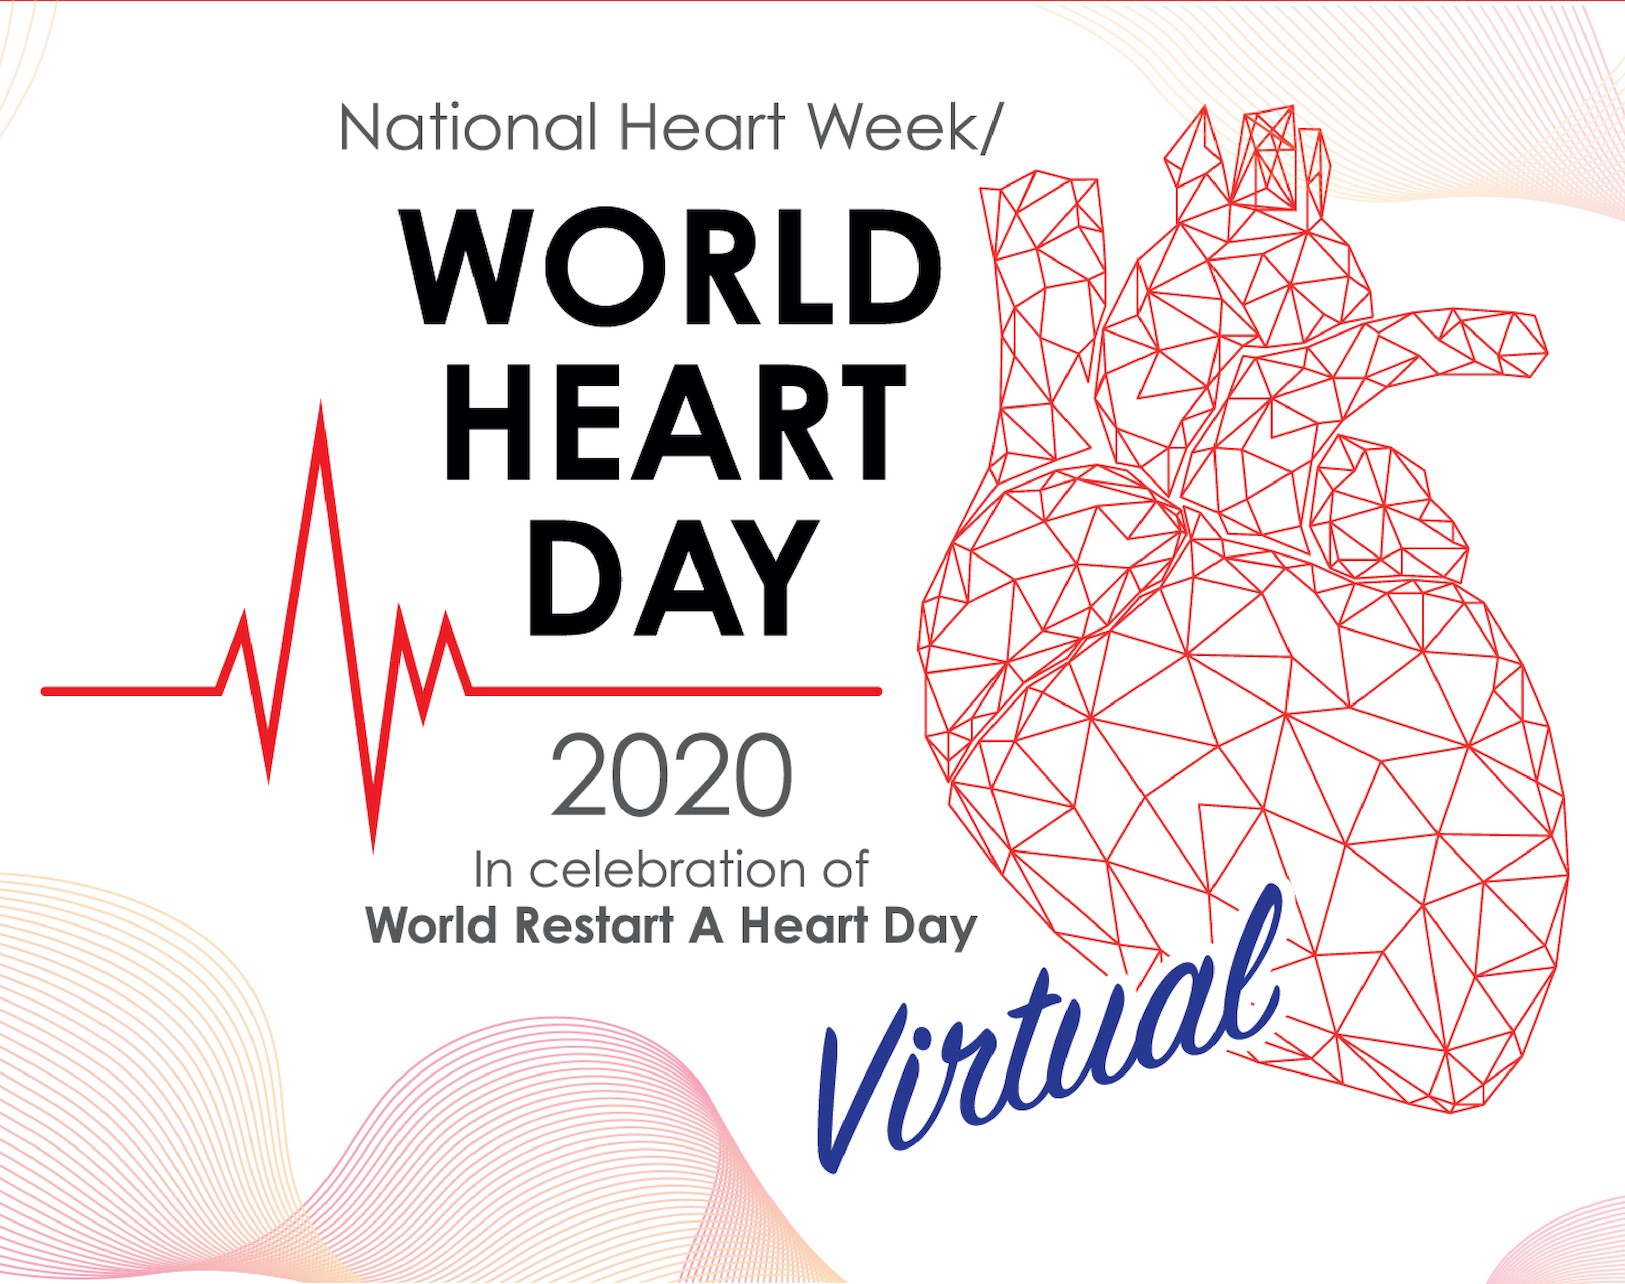 National Heart Week/
WORLD
HEART
DAY
2020
In celebration of
World Restart A Heart Day
Virtual